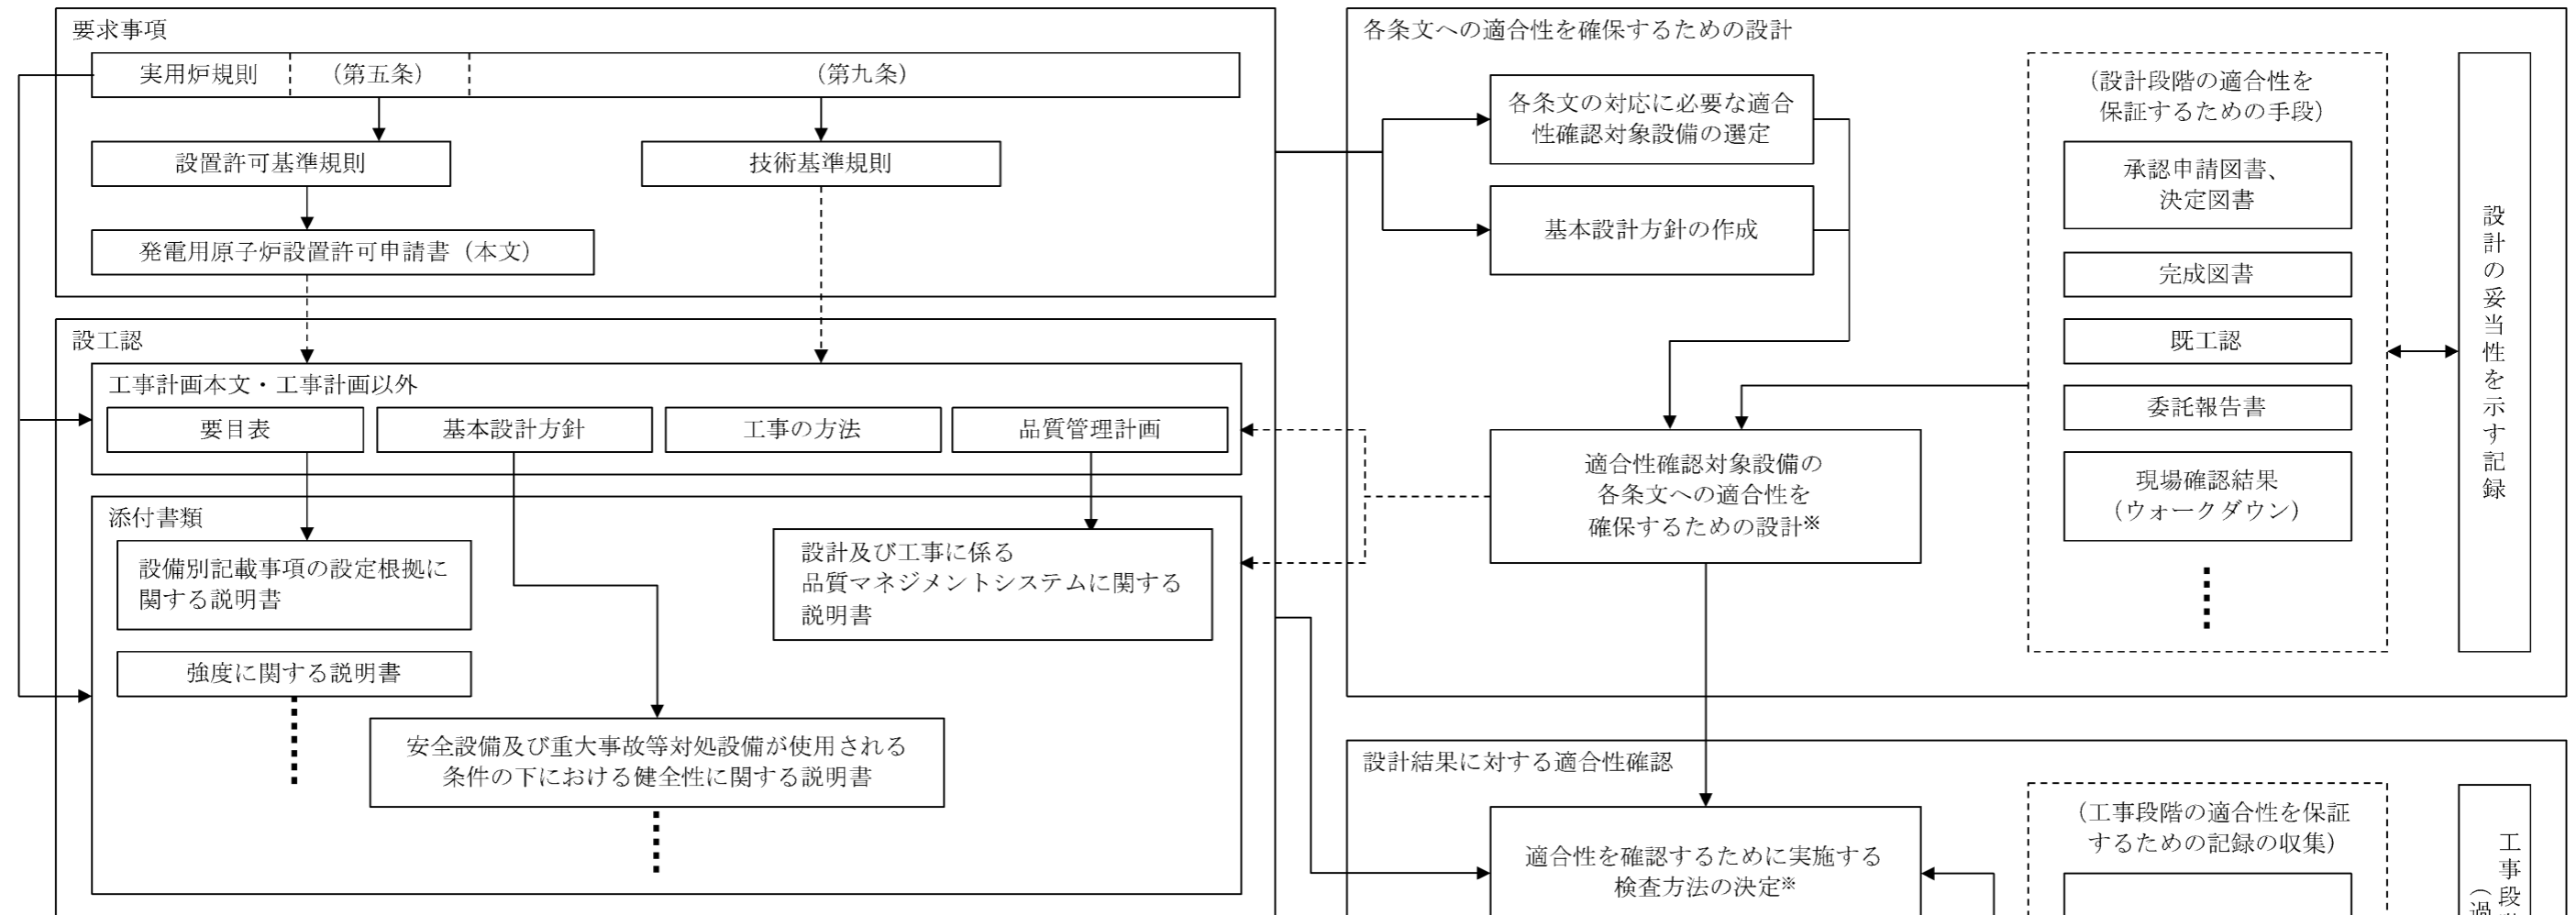 要求事項
実用炉規則
(第五条)
(第九条)
設置許可基準規則
技術基準規則
発電用原子炉設置許可申請書（本文）
設工認
工事計画本文・工事計画以外
要目表
基本設計方針
工事の方法
品質管理計画
添付書類
設備別記載事項の設定根拠に
関する説明書
設計及び工事に係る
品質マネジメントシステムに関する
説明書
強度に関する説明書
安全設備及び重大事故等対処設備が使用される
条件の下における健全性に関する説明書
各条文への適合性を確保するための設計
各条文の対応に必要な適合
性確認対象設備の選定
基本設計方針の作成
適合性確認対象設備の
各条文への適合性を
確保するための設計※
(設計段階の適合性を
保証するための手段)
承認申請図書、
決定図書
完成図書
既工認
委託報告書
現場確認結果
(ウォークダウン)
設計の妥当性を示す記録
設計結果に対する適合性確認
適合性を確認するために実施する
検査方法の決定※
(工事段階の適合性を保証
するための記録の収集)
工事段
(過